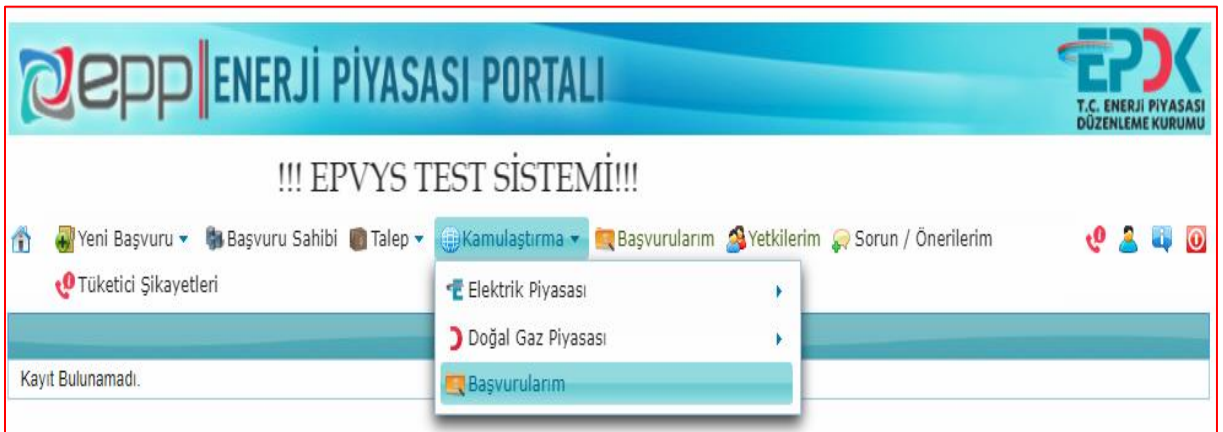 epp ENERJİ PİYASASI PORTALI
EPDK
T.C. ENERJİ PİYASASI
DÜZENLEME KURUMU
!!! EPVYS TEST SİSTEMİ!!!
Yeni Başvuru Başvuru Sahibi Talep Kamulaştırma Başvurularım Yetkilerim Sorun / Önerilerim
Tüketici Şikayetleri
Elektrik Piyasası
Doğal Gaz Piyasası
Kayıt Bulunamadı.
Başvurularım